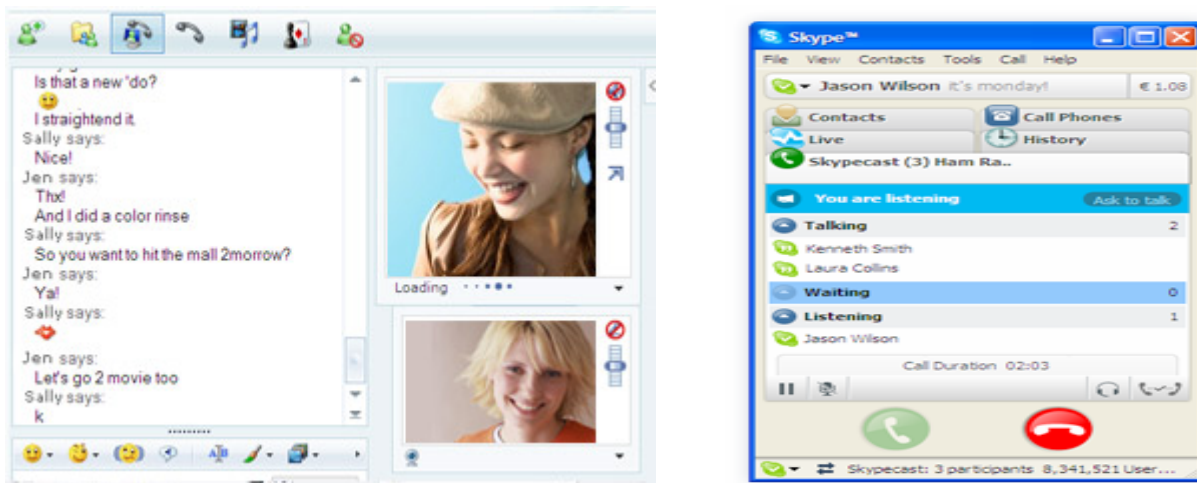 Is that a new 'do?
I straightend it
Sally says:
Nice!
Jen says:
Thx!
And I did a color rinse
Sally says:
So you want to hit the mall 2morrow?
Jen says:
Ya!
Sally says:
Jen says:
Let's go 2 movie too
Sally says:
k
Loading
Skype™
File View Contacts Tools Call Help
Jason Wilson it's monday! € 1.08
Contacts Call Phones
Live History
Skypecast (3) Ham Ra..
You are listening Ask to talk
Talking 2
Kenneth Smith
Laura Collins
Waiting 0
Listening 1
Jason Wilson
Call Duration 02:03
Skypecast: 3 participants 8,341,521 User...